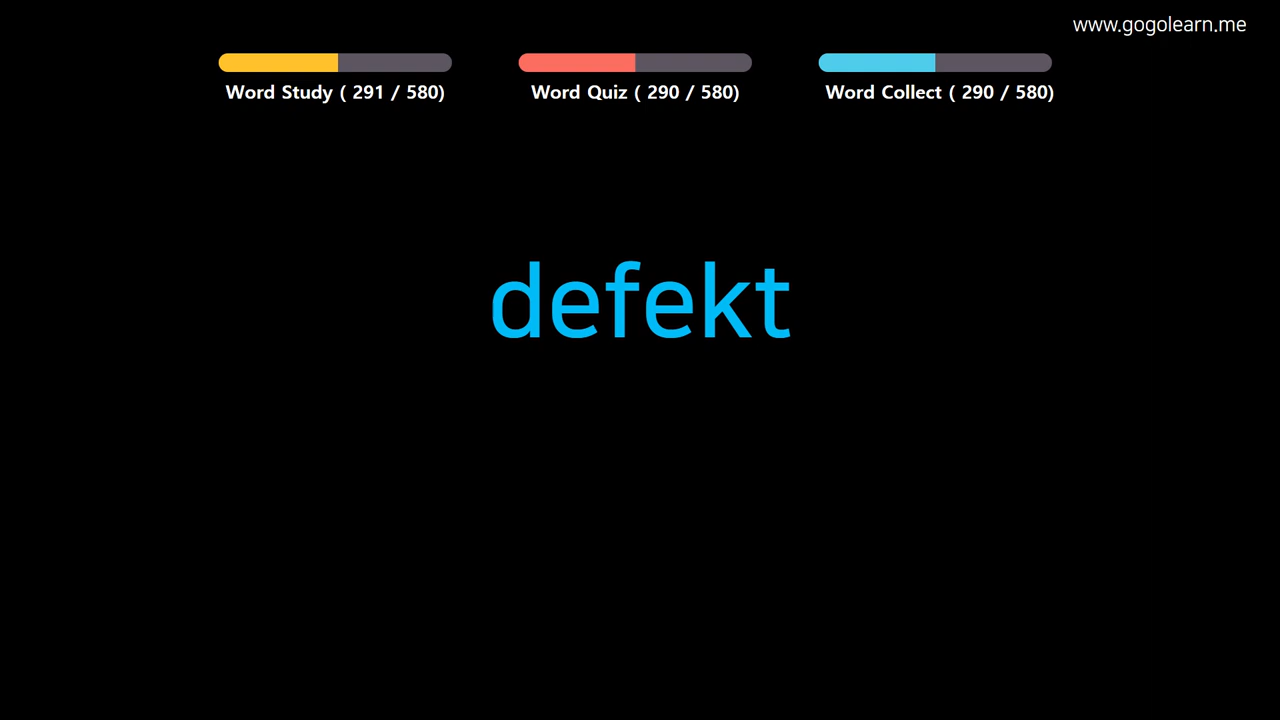 www.gogolearn.me
Word Study ( 291 / 580)
Word Quiz ( 290 / 580)
Word Collect ( 290 / 580)
defekt